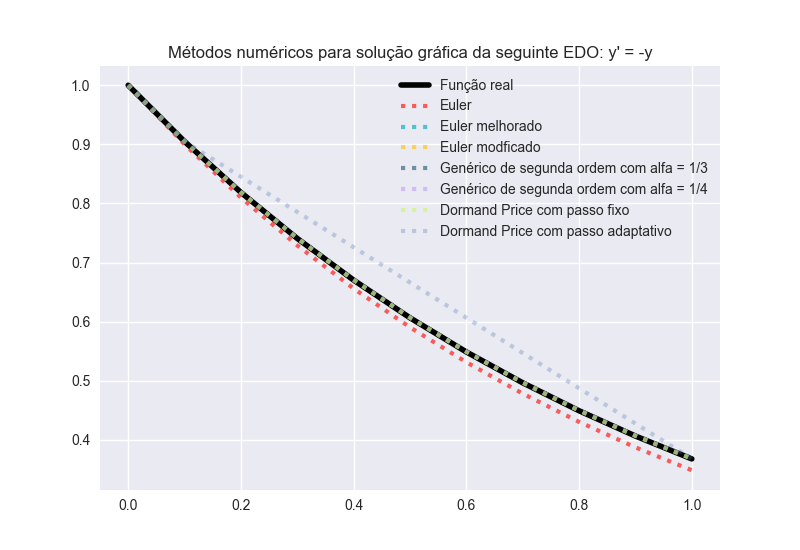 Métodos numéricos para solução gráfica da seguinte EDO: y' = -y
1.0
0.9
0.8
0.7
0.6
0.5
0.4
0.0
0.2
0.4
0.6
0.8
1.0
Função real
Euler
Euler melhorado
Euler modficado
Genérico de segunda ordem com alfa = 1/3
Genérico de segunda ordem com alfa = 1/4
Dormand Price com passo fixo
Dormand Price com passo adaptativo